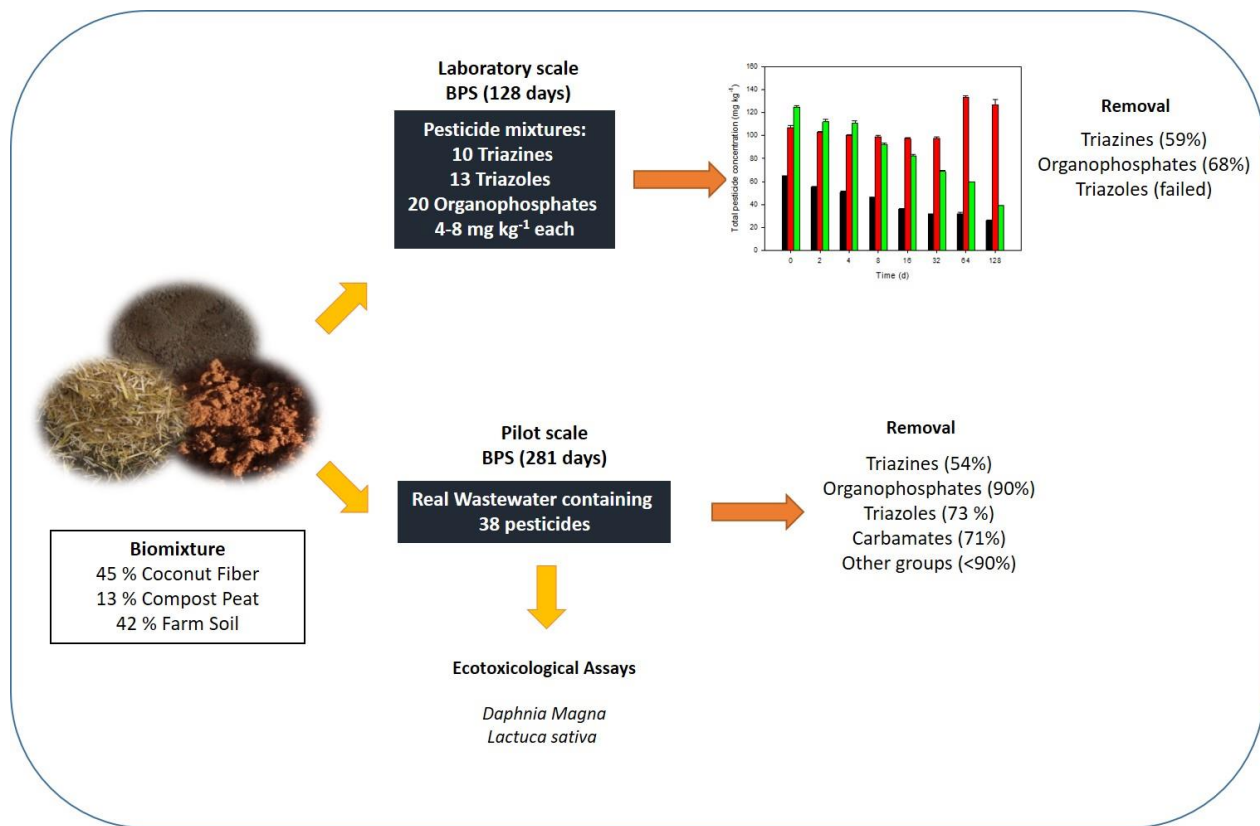 Laboratory scale
BPS (128 days)
Pesticide mixtures:
10 Triazines
13 Triazoles
20 Organophosphates
4-8 mg kg⁻¹ each
Total pesticide concentration (mg kg⁻¹)
160
140
120
100
80
60
40
20
0
0 2 4 8 16 32 64 128
Time (d)
Removal
Triazines (59%)
Organophosphates (68%)
Triazoles (failed)
Biomixture
45 % Coconut Fiber
13 % Compost Peat
42 % Farm Soil
Pilot scale
BPS (281 days)
Real Wastewater containing
38 pesticides
Removal
Triazines (54%)
Organophosphates (90%)
Triazoles (73 %)
Carbamates (71%)
Other groups (<90%)
Ecotoxicological Assays
Daphnia Magna
Lactuca sativa